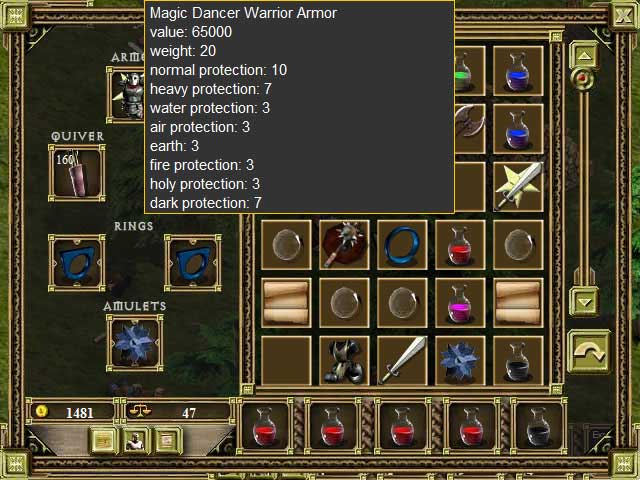 Magic Dancer Warrior Armor
value: 65000
weight: 20
normal protection: 10
heavy protection: 7
water protection: 3
air protection: 3
earth: 3
fire protection: 3
holy protection: 3
dark protection: 7
QUIVER
160
RINGS
AMULETS
1481
47